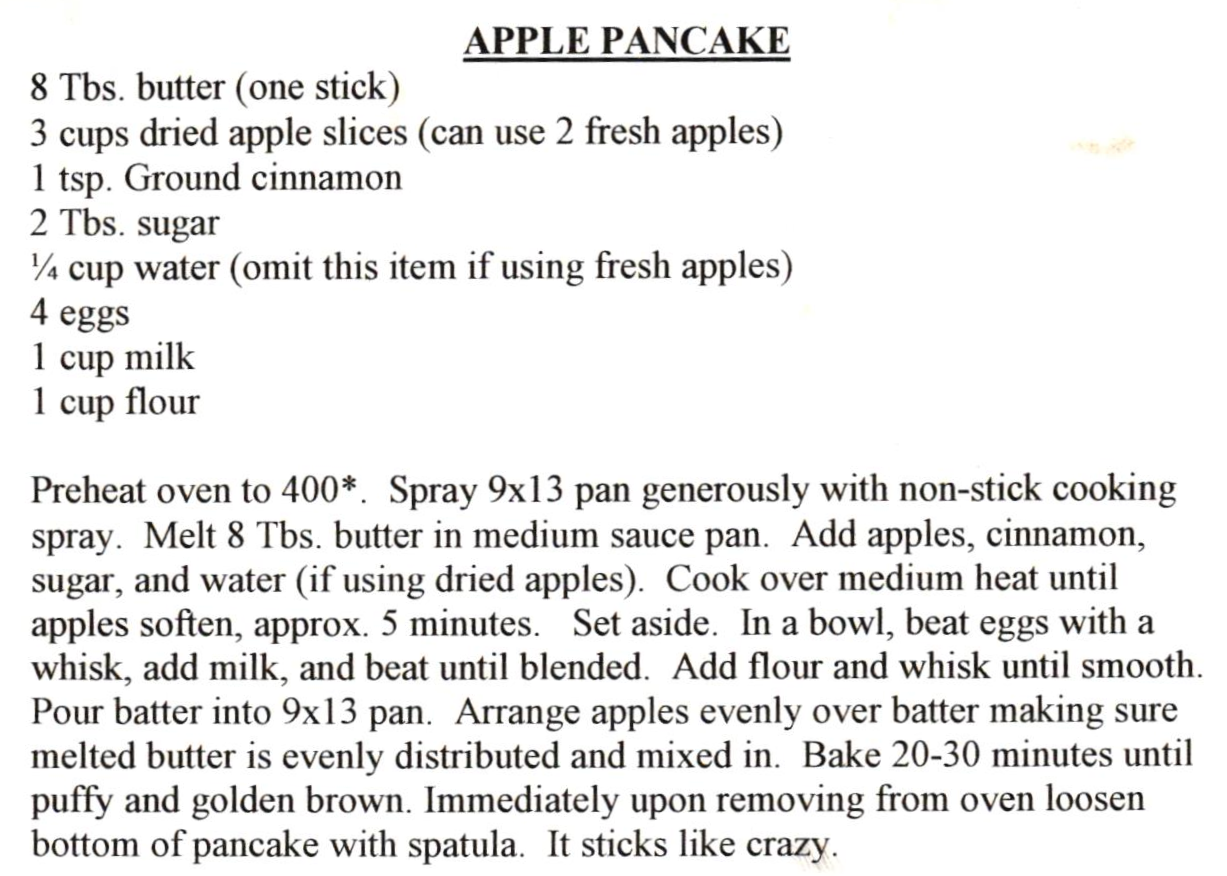 APPLE PANCAKE
8 Tbs. butter (one stick)
3 cups dried apple slices (can use 2 fresh apples)
1 tsp. Ground cinnamon
2 Tbs. sugar
¼ cup water (omit this item if using fresh apples)
4 eggs
1 cup milk
1 cup flour
Preheat oven to 400*. Spray 9x13 pan generously with non-stick cooking
spray. Melt 8 Tbs. butter in medium sauce pan. Add apples, cinnamon,
sugar, and water (if using dried apples). Cook over medium heat until
apples soften, approx. 5 minutes. Set aside. In a bowl, beat eggs with a
whisk, add milk, and beat until blended. Add flour and whisk until smooth.
Pour batter into 9x13 pan. Arrange apples evenly over batter making sure
melted butter is evenly distributed and mixed in. Bake 20-30 minutes until
puffy and golden brown. Immediately upon removing from oven loosen
bottom of pancake with spatula. It sticks like crazy.